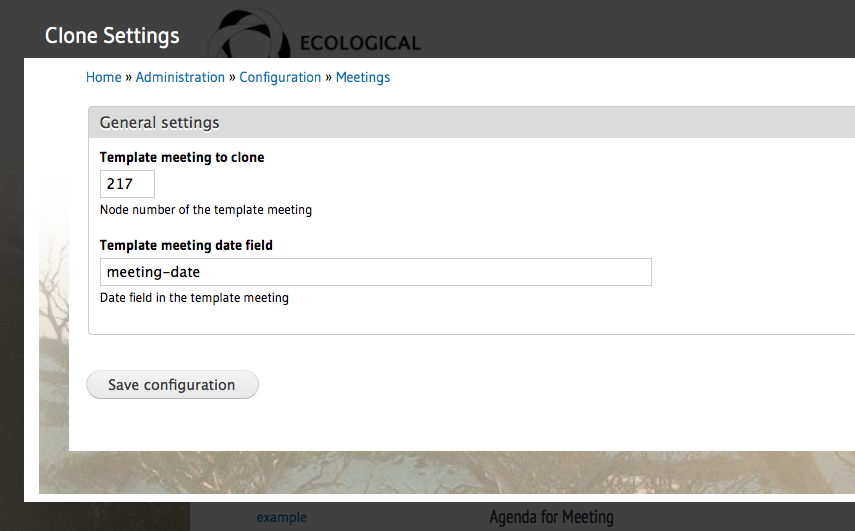 Clone Settings
ECOLOGICAL
Home » Administration » Configuration » Meetings
General settings
Template meeting to clone
217
Node number of the template meeting
Template meeting date field
meeting-date
Date field in the template meeting
Save configuration
example
Agenda for Meeting